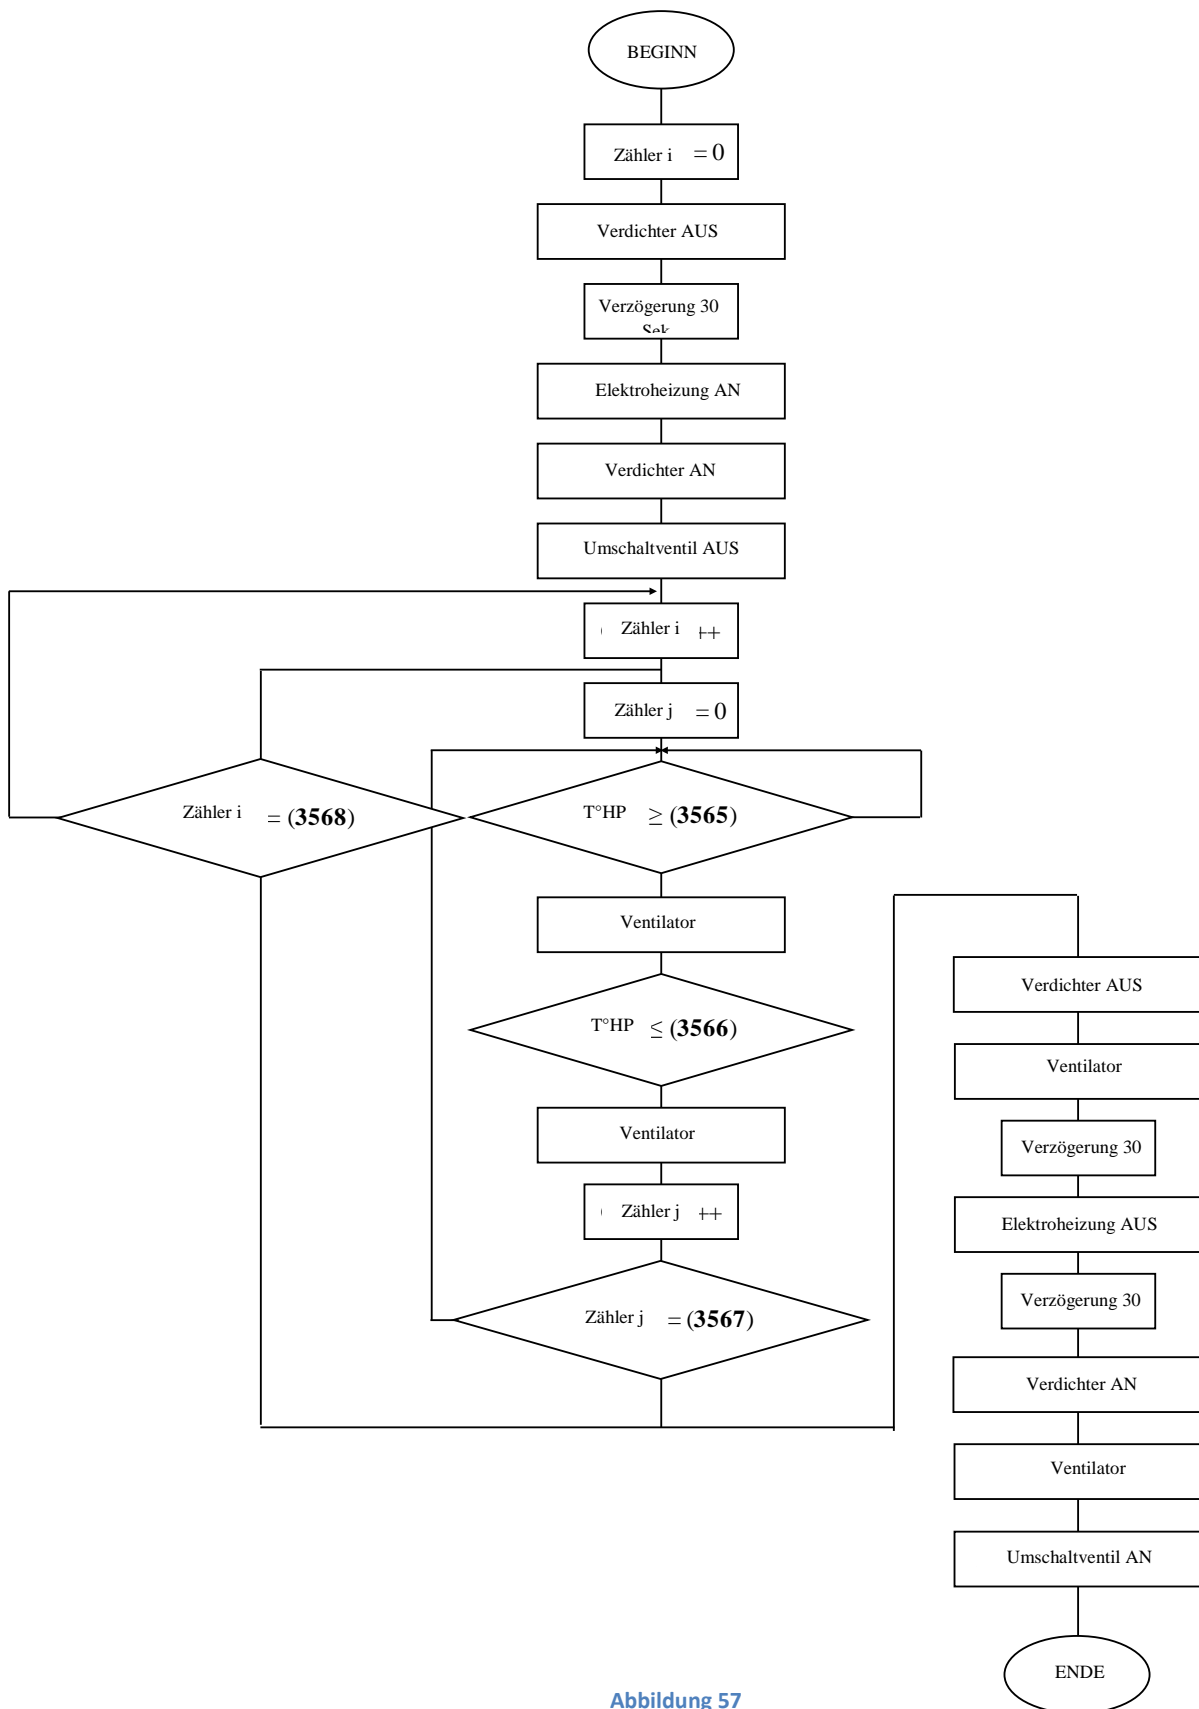 BEGINN
Zähler i = 0
Verdichter AUS
Verzögerung 30
Sek
Elektroheizung AN
Verdichter AN
Umschaltventil AUS
Zähler i ++
Zähler j = 0
Zähler i = (3568)
T°HP ≥ (3565)
Ventilator
T°HP ≤ (3566)
Ventilator
Zähler j ++
Zähler j = (3567)
Verdichter AUS
Ventilator
Verzögerung 30
Elektroheizung AUS
Verzögerung 30
Verdichter AN
Ventilator
Umschaltventil AN
ENDE
Abbildung 57